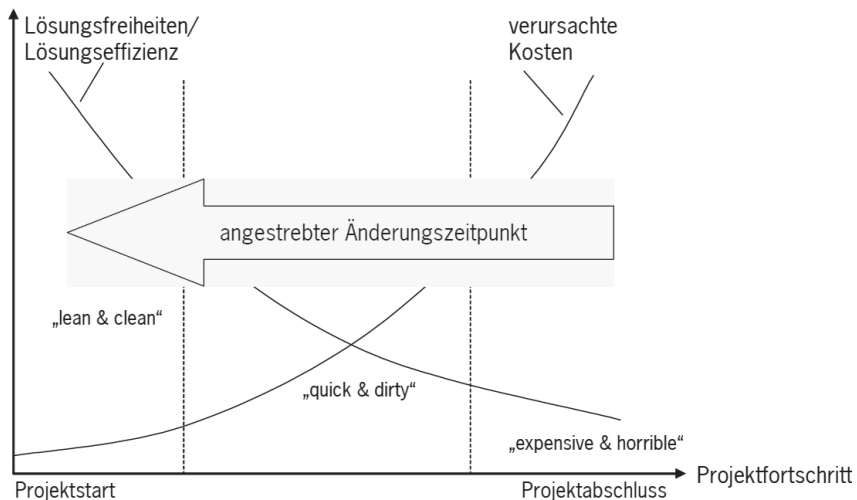 Lösungsfreiheiten/
Lösungseffizienz
verursachte
Kosten
angestrebter Änderungszeitpunkt
„lean & clean“
„quick & dirty“
„expensive & horrible“
Projektfortschritt
Projektstart
Projektabschluss